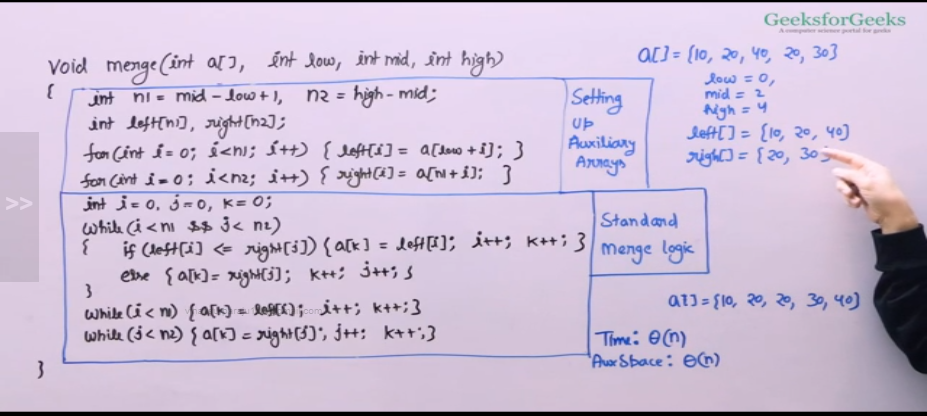 GeeksforGeeks
A computer science portal for geeks
void merge(int a[], int low, int mid, int high)
{
int n1 = mid - low + 1, n2 = high - mid;
int left[n1], right[n2];
for(int i = 0; i < n1; i++) { left[i] = a[low + i]; }
for(int i = 0; i < n2; i++) { right[i] = a[n1 + i]; }
Setting
Up
Auxiliary
Arrays
int i = 0, j = 0, k = 0;
while(i < n1 && j < n2)
{ if (left[i] <= right[j]) { a[k] = left[i]; i++; k++; }
else { a[k] = right[j]; k++; j++; }
}
while(i < n1) { a[k] = left[i]; i++; k++; }
while(j < n2) { a[k] = right[j]; j++; k++; }
}
Standard
Merge logic
a[] = {10, 20, 40, 20, 30}
low = 0,
mid = 2
high = 4
left[] = {10, 20, 40}
righ[] = {20, 30}
a[] = {10, 20, 20, 30, 40}
Time: Θ(n)
Aux Space: Θ(n)
>>